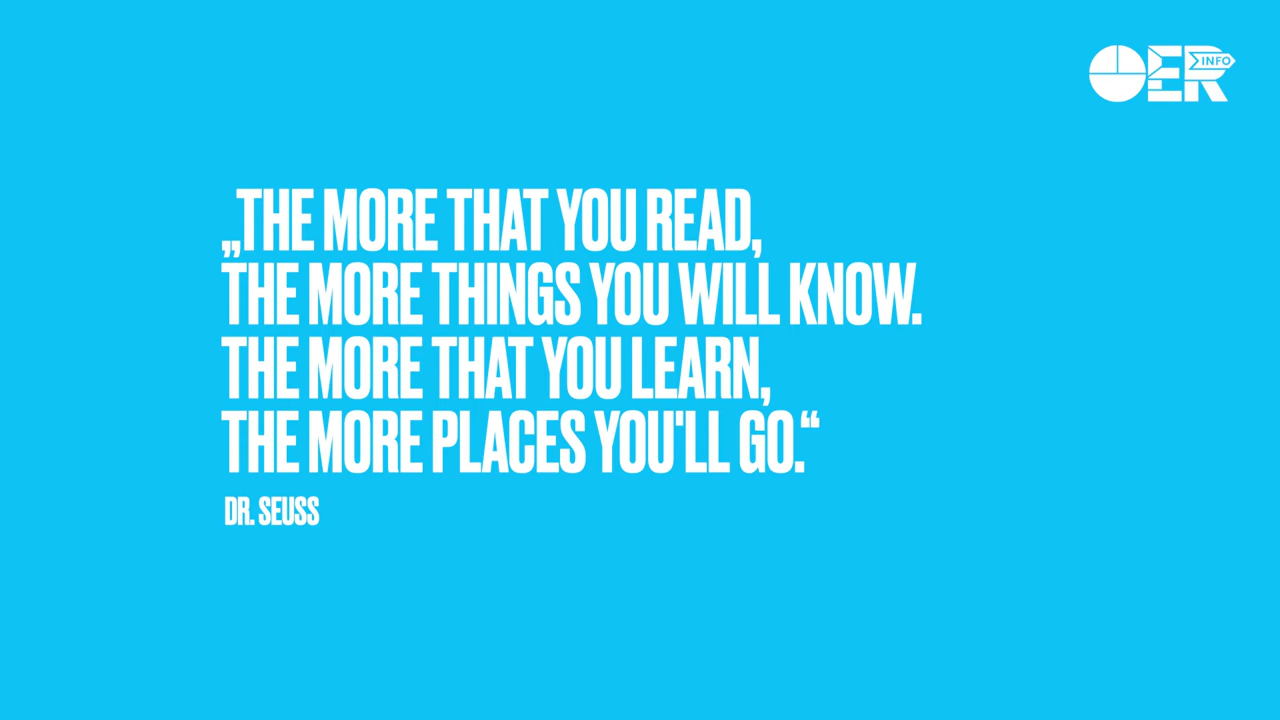 OER INFO
„THE MORE THAT YOU READ,
THE MORE THINGS YOU WILL KNOW.
THE MORE THAT YOU LEARN,
THE MORE PLACES YOU'LL GO.“
DR. SEUSS